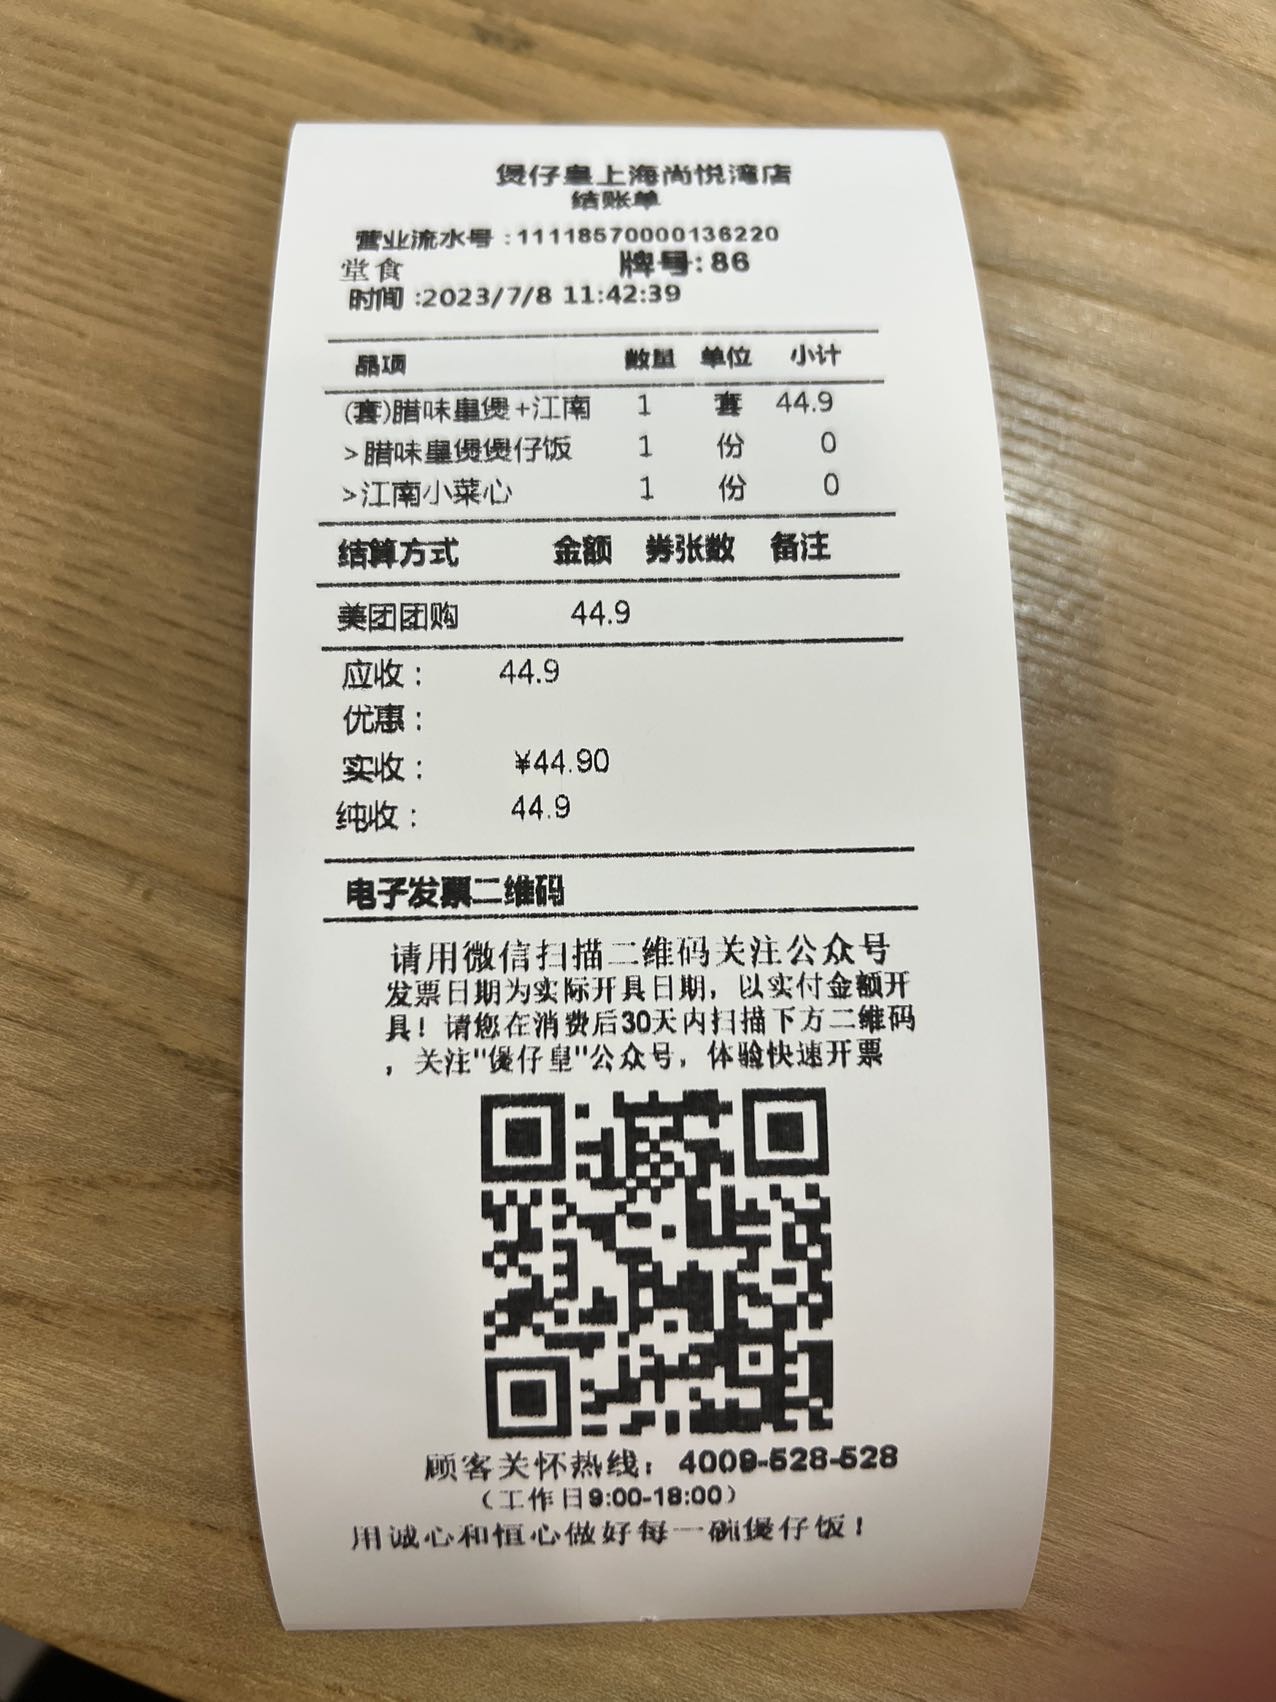 煲仔皇上海尚悦湾店
结账单
营业流水号:11118570000136220
堂食 牌号:86
时间:2023/7/8 11:42:39
品项 数量 单位 小计
(套)腊味皇煲+江南 1 套 44.9
>腊味皇煲煲仔饭 1 份 0
>江南小菜心 1 份 0
结算方式 金额 券张数 备注
美团团购 44.9
应收: 44.9
优惠:
实收: ¥44.90
纯收: 44.9
电子发票二维码
请用微信扫描二维码关注公众号
发票日期为实际开具日期，以实付金额开
具！请您在消费后30天内扫描下方二维码
，关注"煲仔皇"公众号，体验快速开票
顾客关怀热线：4009-528-528
（工作日9:00-18:00）
用诚心和恒心做好每一碗煲仔饭！